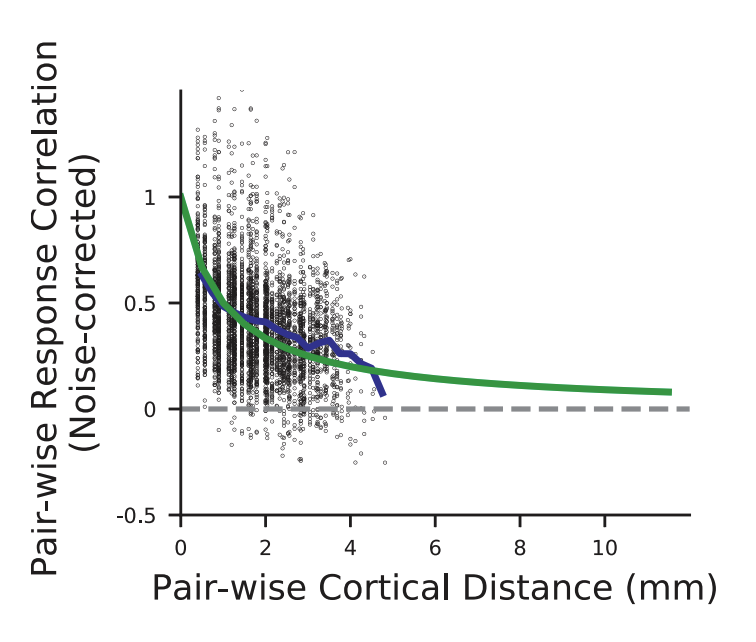 Pair-wise Response Correlation
(Noise-corrected)
1
0.5
0
-0.5
0 2 4 6 8 10
Pair-wise Cortical Distance (mm)